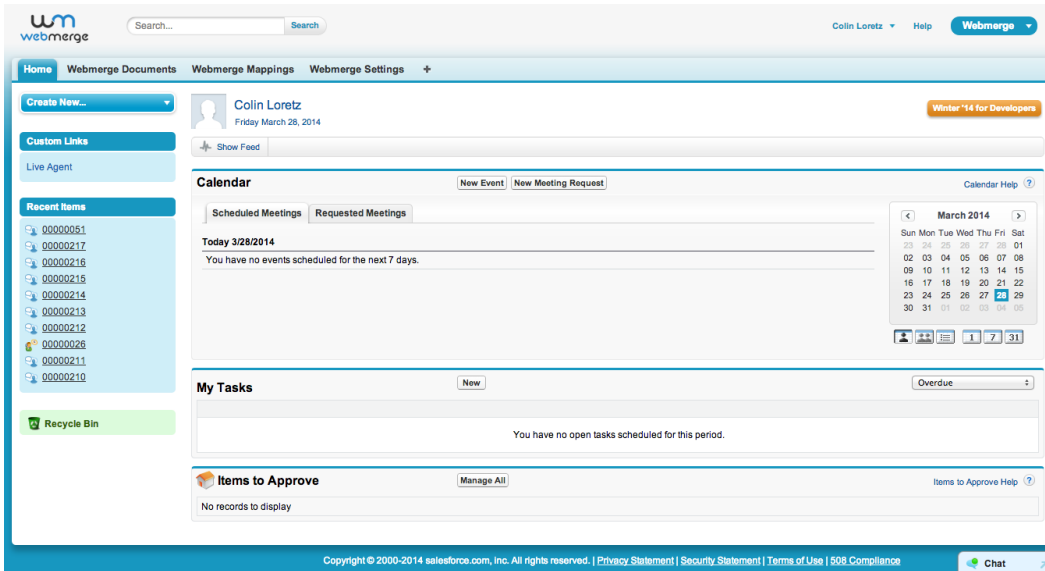 wm
webmerge
Search...
Search
Colin Loretz
Help
Webmerge
Home
Webmerge Documents
Webmerge Mappings
Webmerge Settings
+
Create New...
Custom Links
Live Agent
Recent Items
00000051
00000217
00000216
00000215
00000214
00000213
00000212
00000026
00000211
00000210
Recycle Bin
Colin Loretz
Friday March 28, 2014
Winter '14 for Developers
Show Feed
Calendar
New Event
New Meeting Request
Calendar Help ?
Scheduled Meetings
Requested Meetings
Today 3/28/2014
You have no events scheduled for the next 7 days.
March 2014
Sun Mon Tue Wed Thu Fri Sat
23 24 25 26 27 28 01
02 03 04 05 06 07 08
09 10 11 12 13 14 15
16 17 18 19 20 21 22
23 24 25 26 27 28 29
30 31 01 02 03 04 05
1 7 31
My Tasks
New
Overdue
You have no open tasks scheduled for this period.
Items to Approve
Manage All
Items to Approve Help ?
No records to display
Copyright © 2000-2014 salesforce.com, inc. All rights reserved. | Privacy Statement | Security Statement | Terms of Use | 508 Compliance
Chat